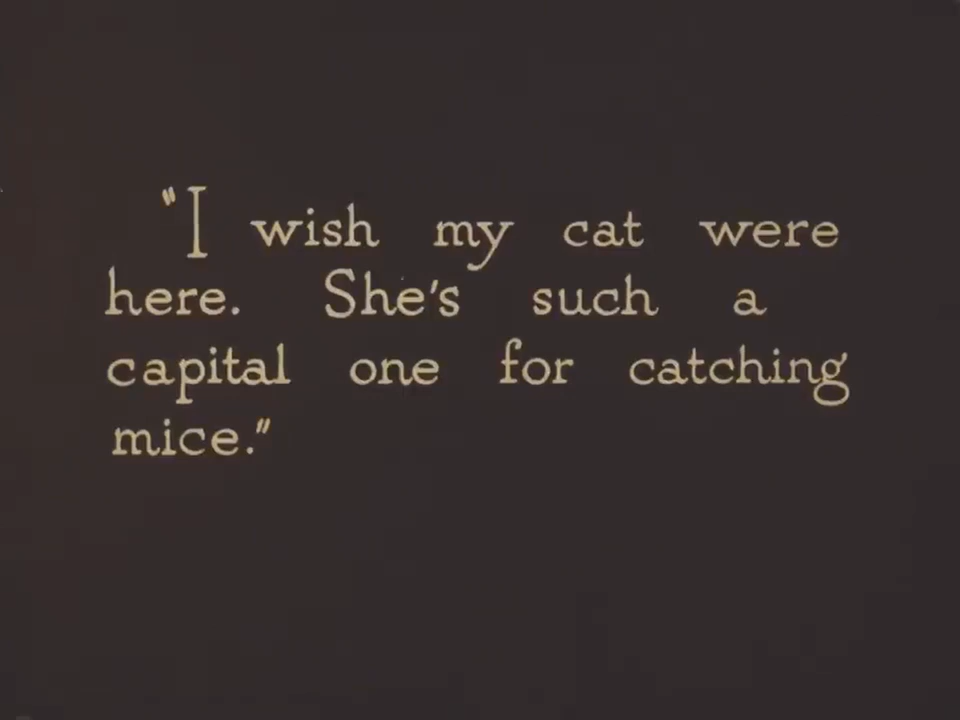 "I wish my cat were
here. She's such a
capital one for catching
mice."